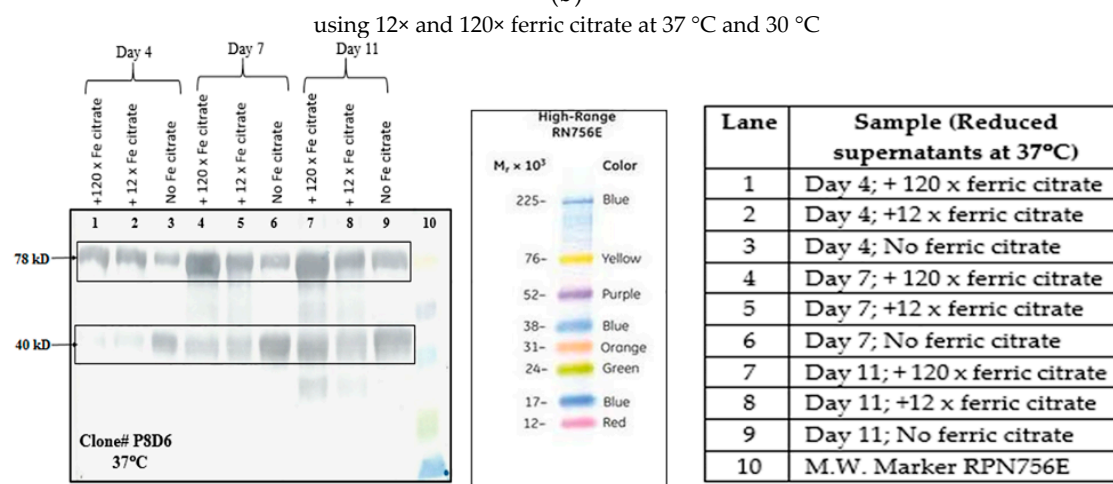 using 12× and 120× ferric citrate at 37 °C and 30 °C
Day 4 Day 7 Day 11
+120 x Fe citrate
+ 12 x Fe citrate
No Fe citrate
+ 120 x Fe citrate
+ 12 x Fe citrate
No Fe citrate
+ 120 x Fe citrate
+ 12 x Fe citrate
No Fe citrate
1 2 3 4 5 6 7 8 9 10
78 kD
40 kD
Clone# P8D6
37°C
High-Range
RN756E
Mᵣ × 10³ Color
225– Blue
76– Yellow
52– Purple
38– Blue
31– Orange
24– Green
17– Blue
12– Red
Lane Sample (Reduced
supernatants at 37°C)
1 Day 4; + 120 x ferric citrate
2 Day 4; +12 x ferric citrate
3 Day 4; No ferric citrate
4 Day 7; + 120 x ferric citrate
5 Day 7; +12 x ferric citrate
6 Day 7; No ferric citrate
7 Day 11; + 120 x ferric citrate
8 Day 11; +12 x ferric citrate
9 Day 11; No ferric citrate
10 M.W. Marker RPN756E